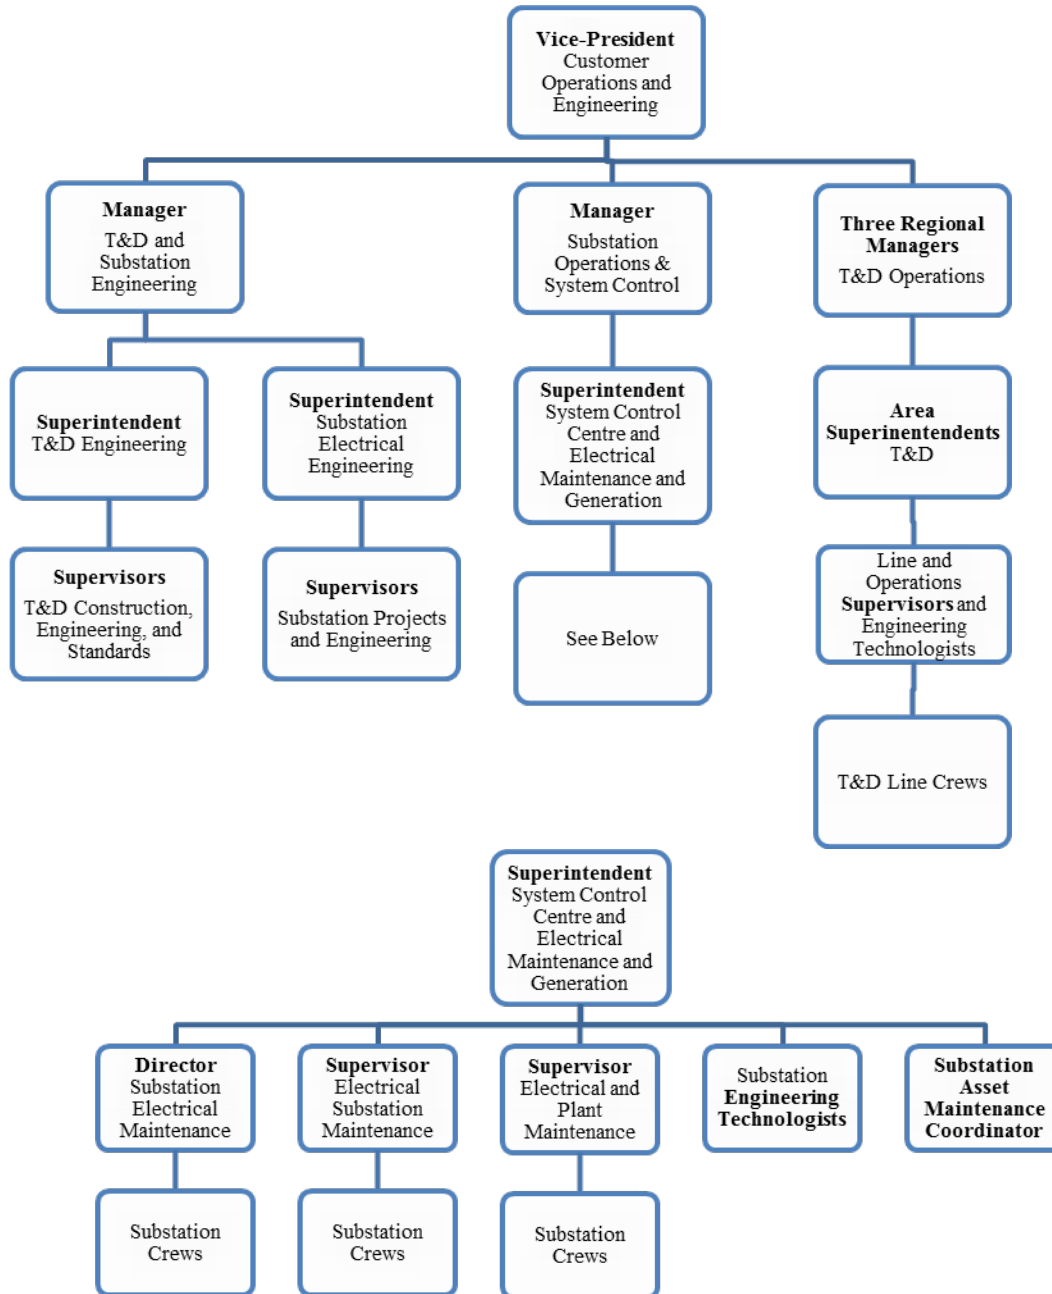 Vice-President
Customer
Operations and
Engineering
Manager
T&D and
Substation
Engineering
Manager
Substation
Operations &
System Control
Three Regional
Managers
T&D Operations
Superintendent
T&D Engineering
Superintendent
Substation
Electrical
Engineering
Superintendent
System Control
Centre and
Electrical
Maintenance and
Generation
Area
Superinentendents
T&D
Supervisors
T&D Construction,
Engineering, and
Standards
Supervisors
Substation Projects
and Engineering
See Below
Line and
Operations
Supervisors and
Engineering
Technologists
T&D Line Crews
Superintendent
System Control
Centre and
Electrical
Maintenance and
Generation
Director
Substation
Electrical
Maintenance
Supervisor
Electrical
Substation
Maintenance
Supervisor
Electrical and
Plant
Maintenance
Substation
Engineering
Technologists
Substation
Asset
Maintenance
Coordinator
Substation
Crews
Substation
Crews
Substation
Crews